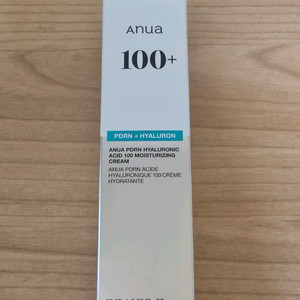 Anua
100+
PDRN + HYALURON
ANUA PDRN HYALURONIC
ACID 100 MOISTURIZING
CREAM
ANUA PDRN ACIDE
HYALURONIQUE 100 CRÈME
HYDRATANTE